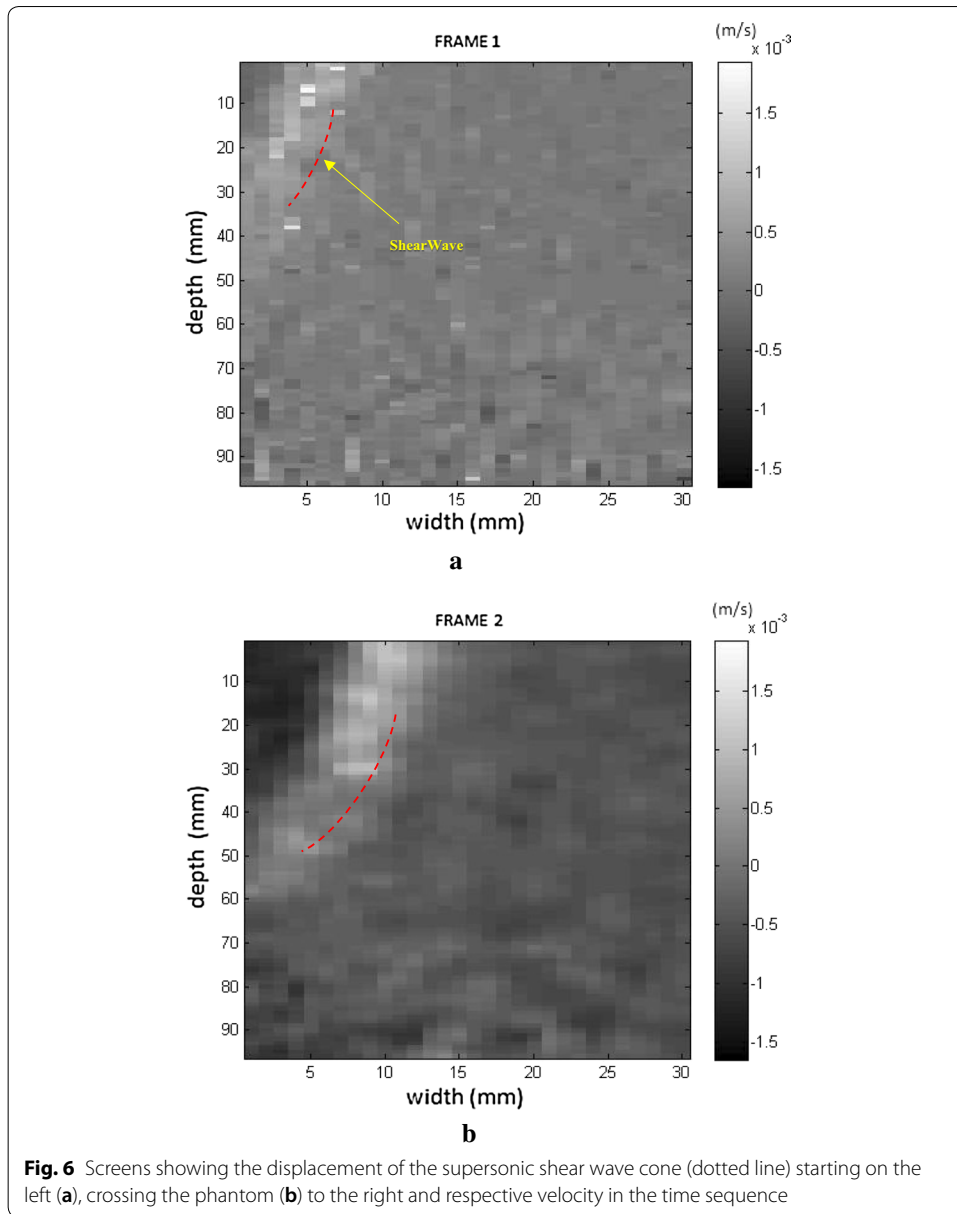 FRAME 1
(m/s)
x 10⁻³
10
20
30
40
50
60
70
80
90
depth (mm)
ShearWave
5
10
15
20
25
30
width (mm)
1.5
1
0.5
0
-0.5
-1
-1.5
a
FRAME 2
(m/s)
x 10⁻³
10
20
30
40
50
60
70
80
90
depth (mm)
5
10
15
20
25
30
width (mm)
1.5
1
0.5
0
-0.5
-1
-1.5
b
Fig. 6 Screens showing the displacement of the supersonic shear wave cone (dotted line) starting on the
left (a), crossing the phantom (b) to the right and respective velocity in the time sequence